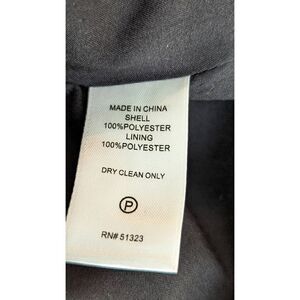 MADE IN CHINA
SHELL
100%POLYESTER
LINING
100%POLYESTER
DRY CLEAN ONLY
P
RN# 51323